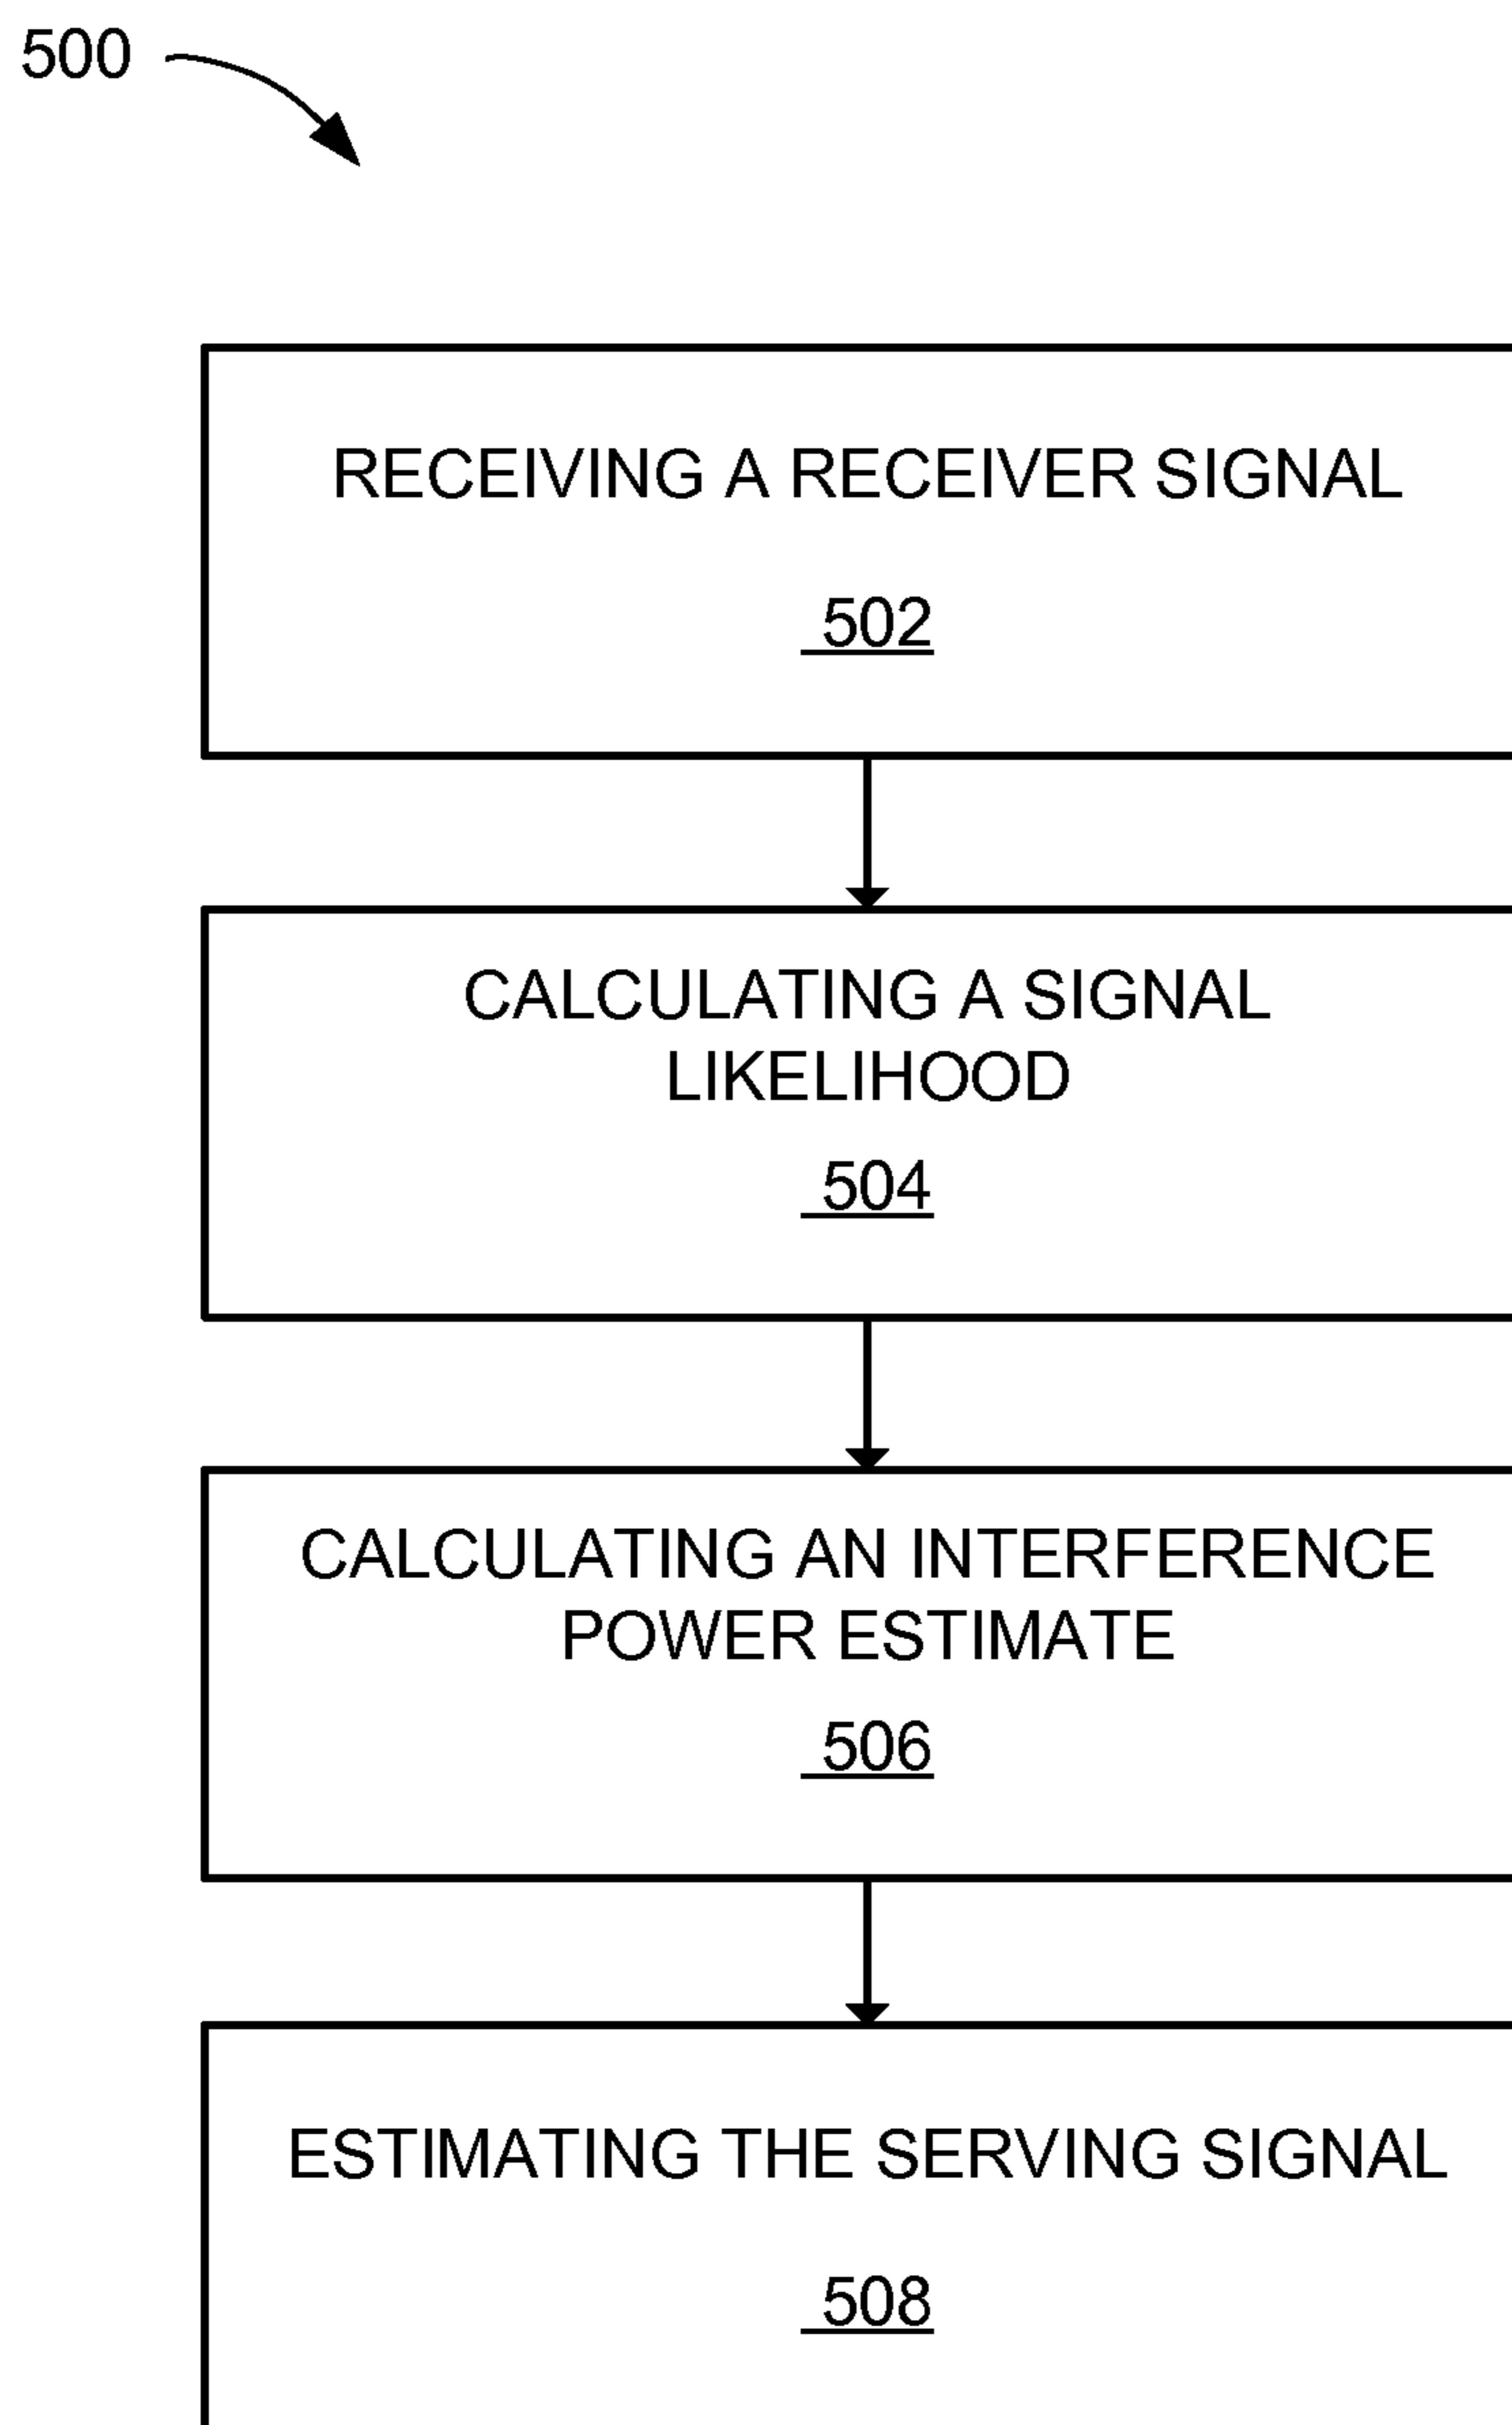 500
RECEIVING A RECEIVER SIGNAL
502
CALCULATING A SIGNAL
LIKELIHOOD
504
CALCULATING AN INTERFERENCE
POWER ESTIMATE
506
ESTIMATING THE SERVING SIGNAL
508